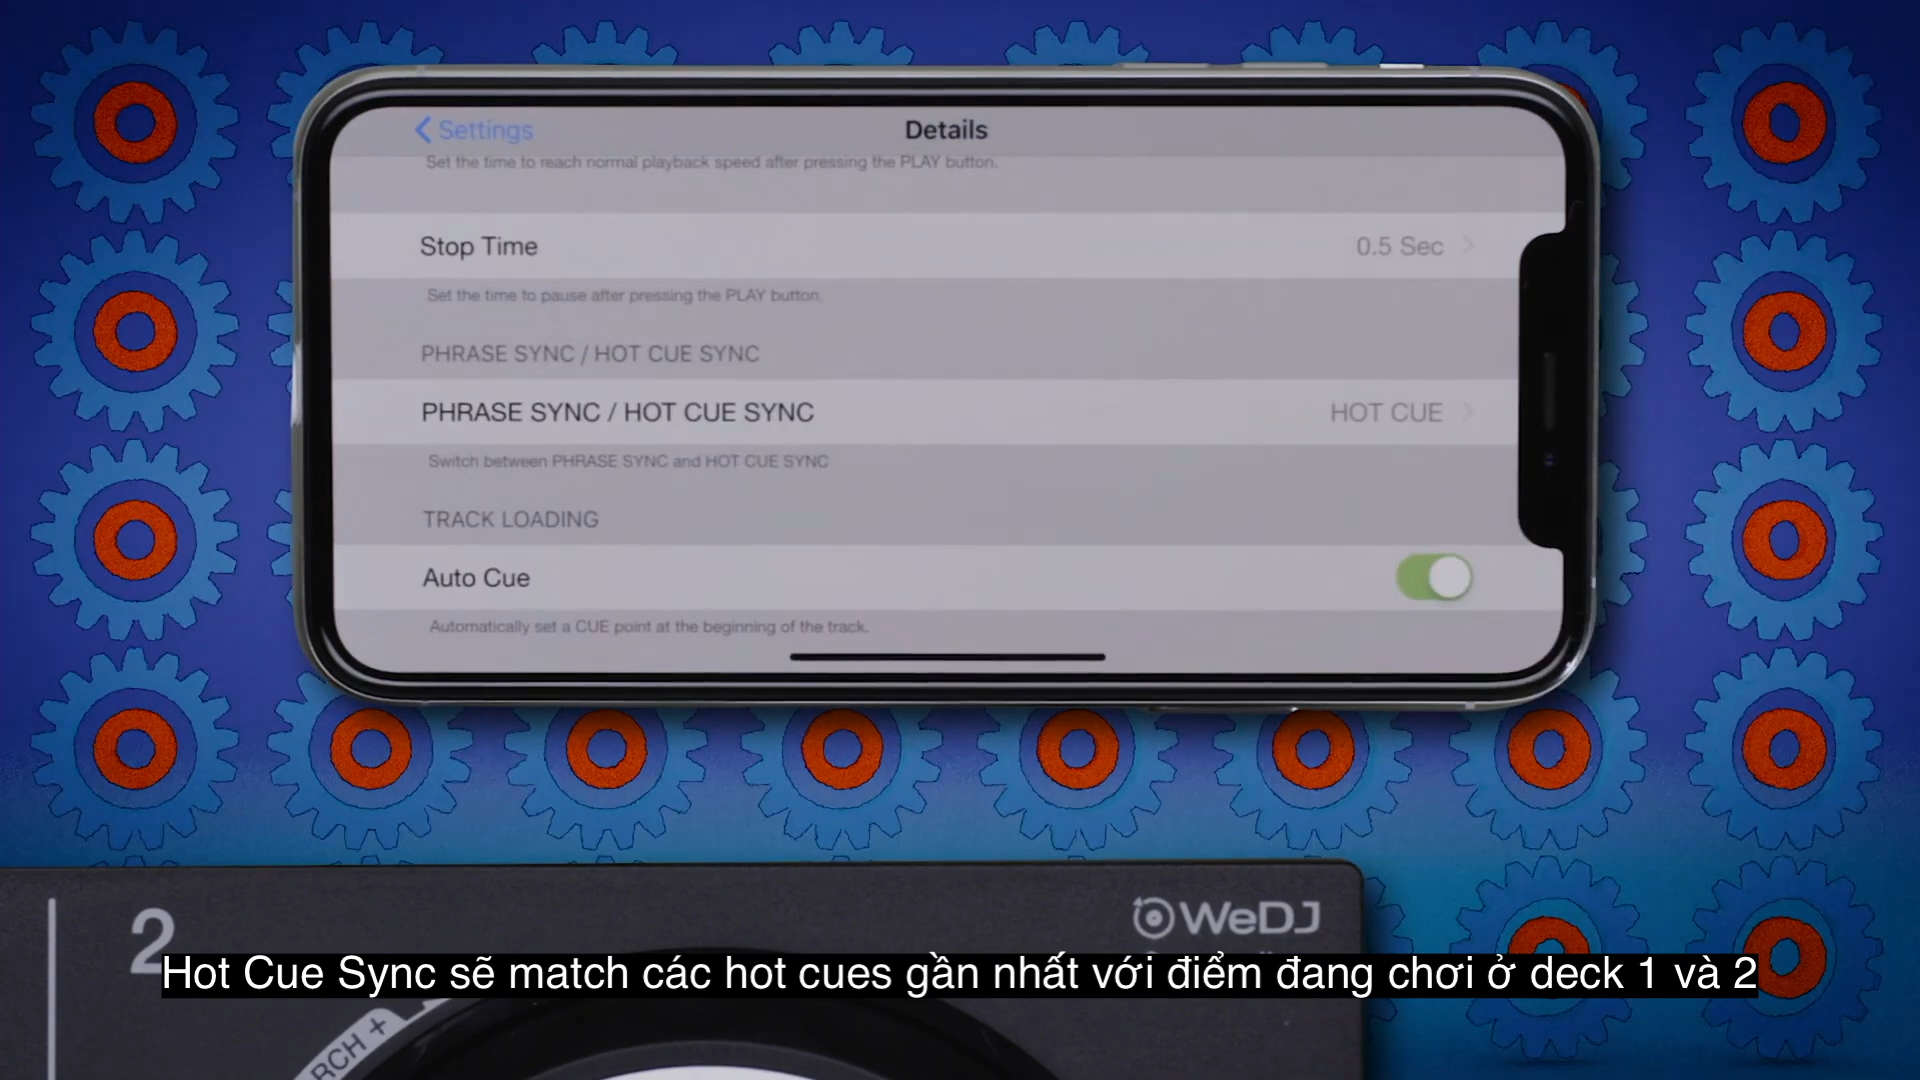 Settings
Details
Set the time to reach normal playback speed after pressing the PLAY button.
Stop Time
0.5 Sec
Set the time to pause after pressing the PLAY button.
PHRASE SYNC / HOT CUE SYNC
PHRASE SYNC / HOT CUE SYNC
HOT CUE
Switch between PHRASE SYNC and HOT CUE SYNC
TRACK LOADING
Auto Cue
Automatically set a CUE point at the beginning of the track.
2
WeDJ
Hot Cue Sync sẽ match các hot cues gần nhất với điểm đang chơi ở deck 1 và 2
RCH +